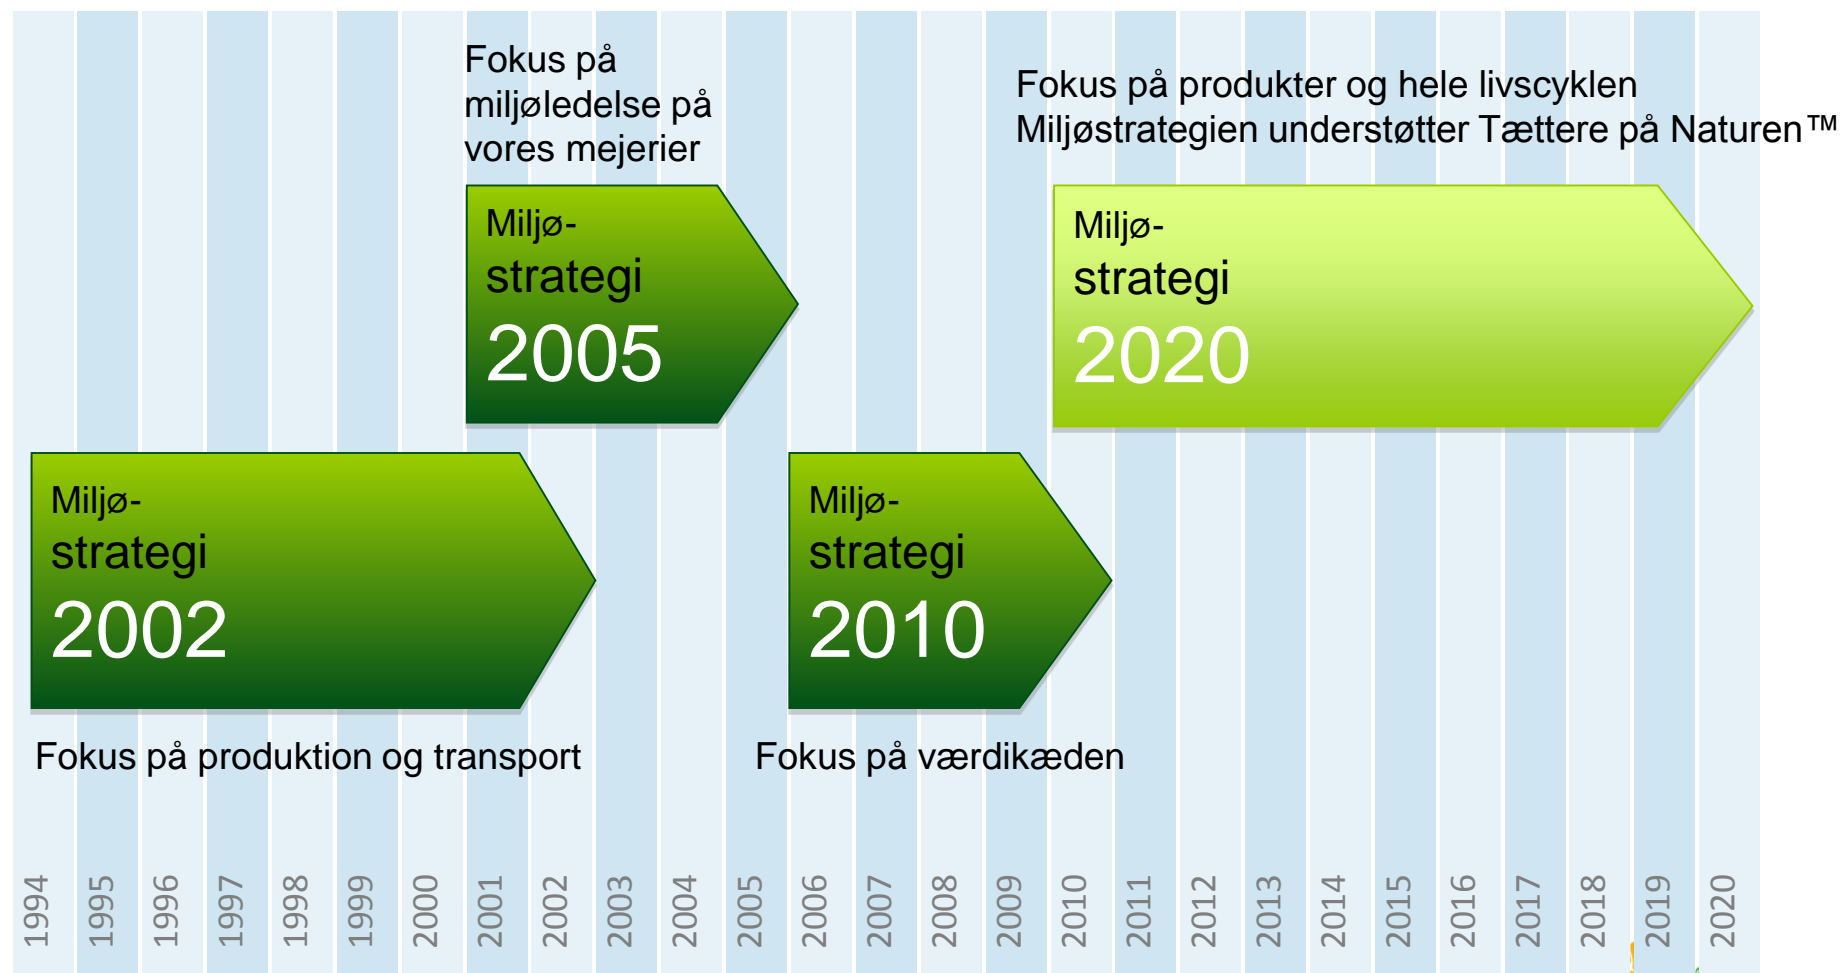 Fokus på
miljøledelse på
vores mejerier
Fokus på produkter og hele livscyklen
Miljøstrategien understøtter Tættere på Naturen™
Miljø-
strategi
2005
Miljø-
strategi
2020
Miljø-
strategi
2002
Miljø-
strategi
2010
Fokus på produktion og transport
Fokus på værdikæden
1994
1995
1996
1997
1998
1999
2000
2001
2002
2003
2004
2005
2006
2007
2008
2009
2010
2011
2012
2013
2014
2015
2016
2017
2018
2019
2020